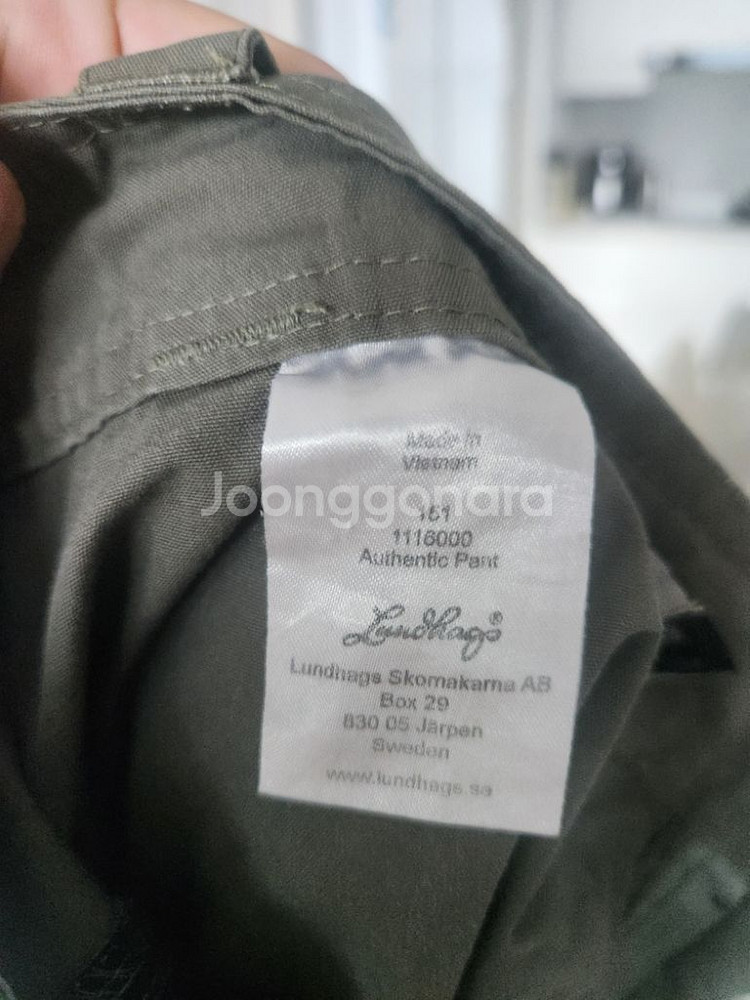 Made in
Vietnam
Joonggonara
151
1116000
Authentic Pant
Lundhags®
Lundhags Skomakarna AB
Box 29
830 05 Järpen
Sweden
www.lundhags.se